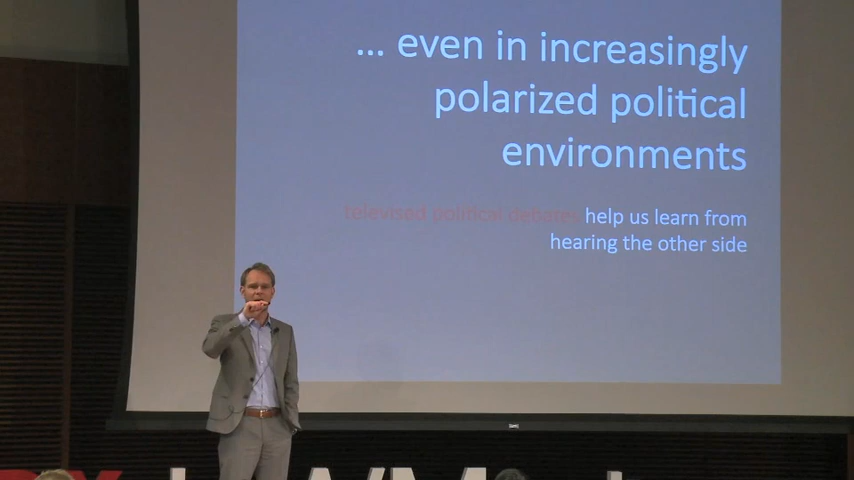 ... even in increasingly
polarized political
environments
televised political debates help us learn from
hearing the other side